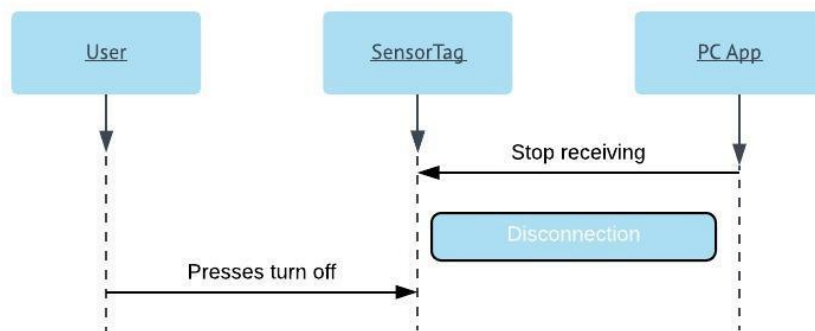 User
SensorTag
PC App
Stop receiving
Disconnection
Presses turn off